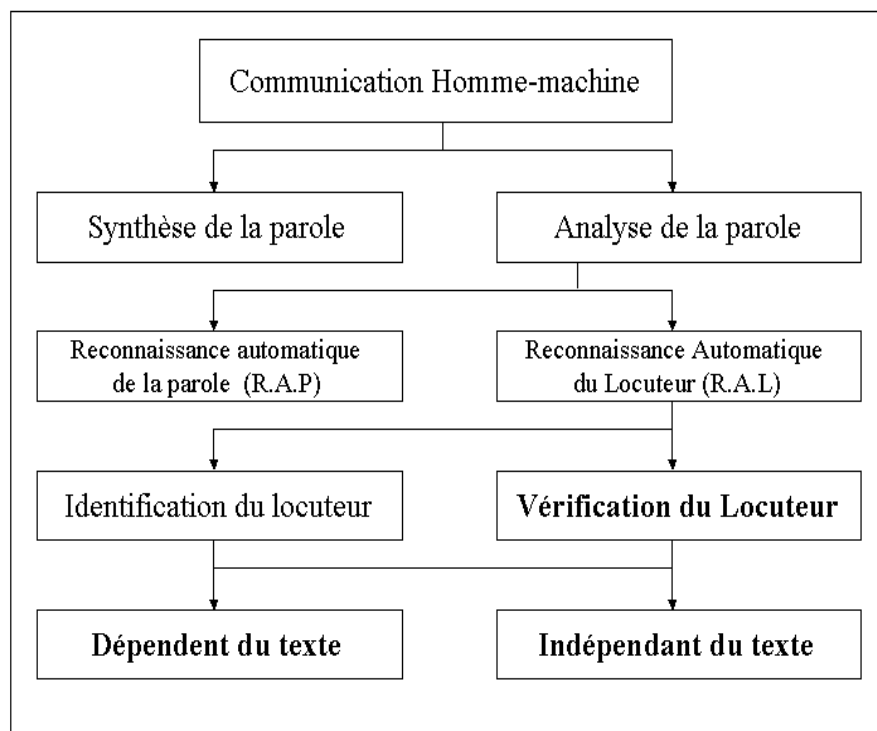 Communication Homme-machine
Synthèse de la parole
Analyse de la parole
Reconnaissance automatique
de la parole (R.A.P)
Reconnaissance Automatique
du Locuteur (R.A.L)
Identification du locuteur
Vérification du Locuteur
Dépendent du texte
Indépendant du texte